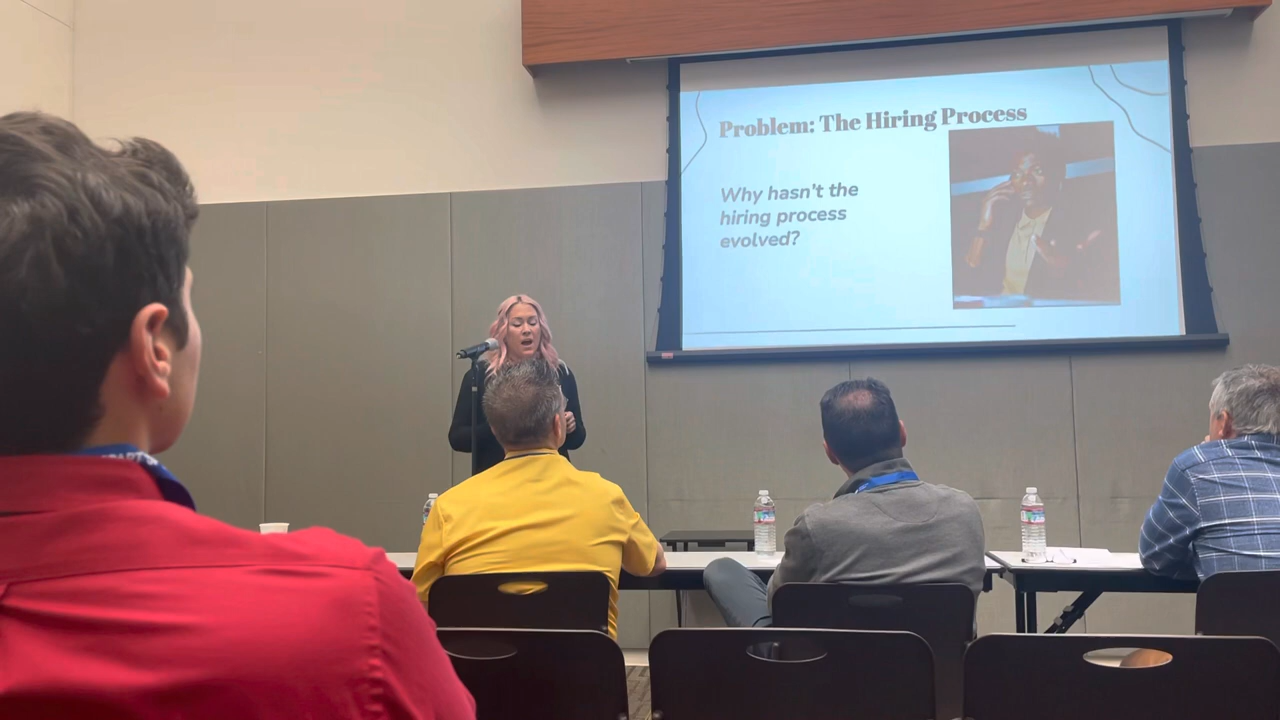 Problem: The Hiring Process
Why hasn't the
hiring process
evolved?